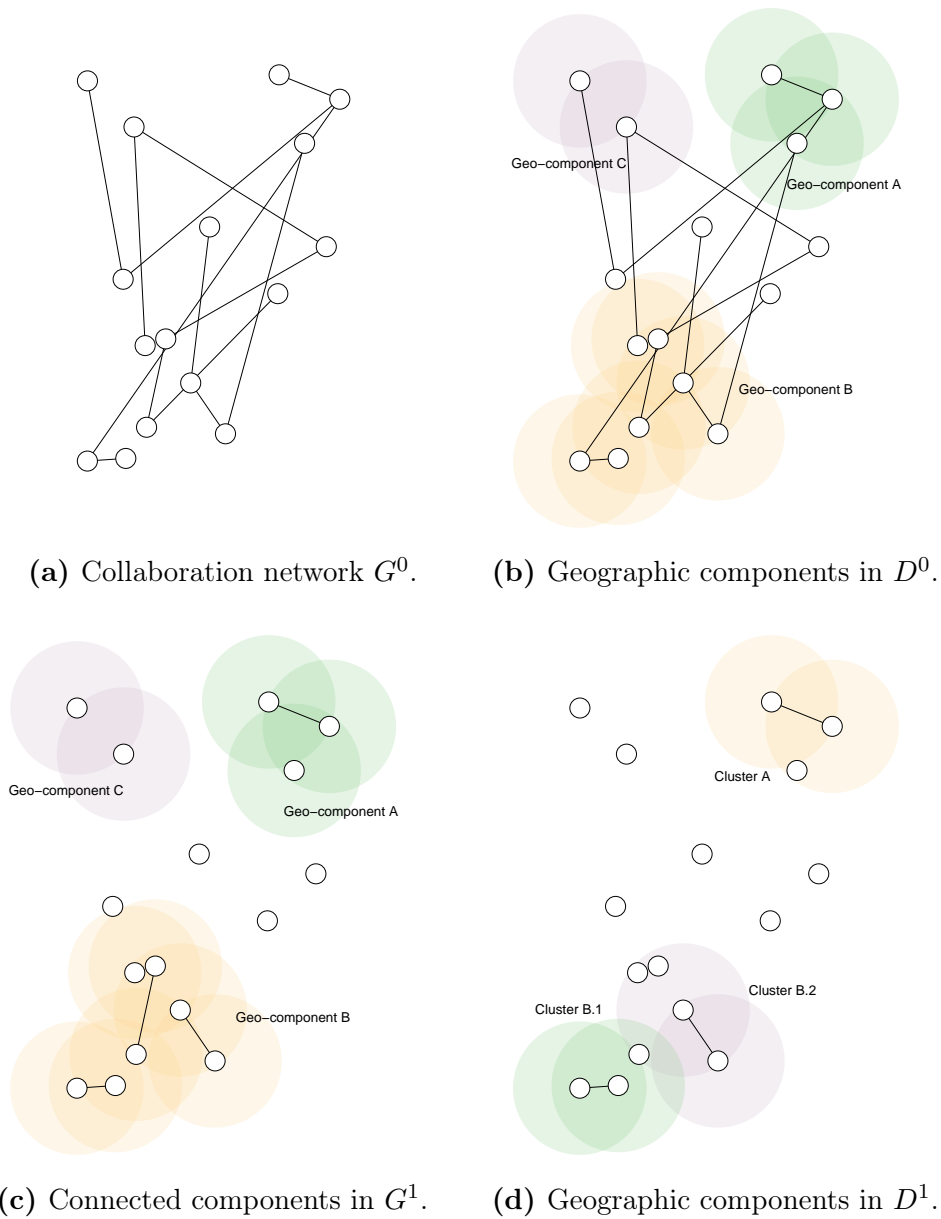 Geo−component C
Geo−component A
Geo−component B
(a) Collaboration network G⁰.
(b) Geographic components in D⁰.
Geo−component C
Geo−component A
Geo−component B
Cluster A
Cluster B.1
Cluster B.2
(c) Connected components in G¹.
(d) Geographic components in D¹.